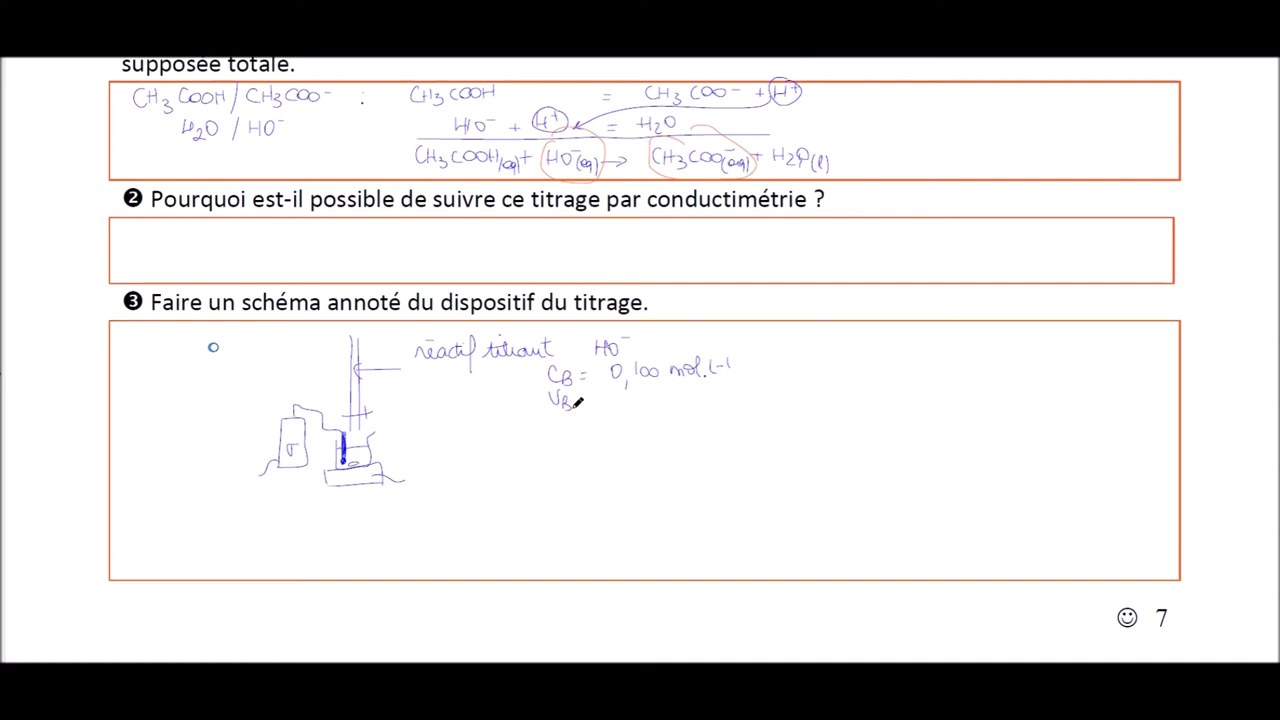 supposée totale.
CH₃COOH / CH₃COO⁻ : CH₃COOH = CH₃COO⁻ + H⁺
H₂O / HO⁻ HO⁻ + H⁺ = H₂O
CH₃COOH(aq) + HO⁻(aq) → CH₃COO⁻(aq) + H₂O(l)
❷ Pourquoi est-il possible de suivre ce titrage par conductimétrie ?
❸ Faire un schéma annoté du dispositif du titrage.
réactif titrant HO⁻
C_B = 0,100 mol.L⁻¹
V_B
σ
☺ 7